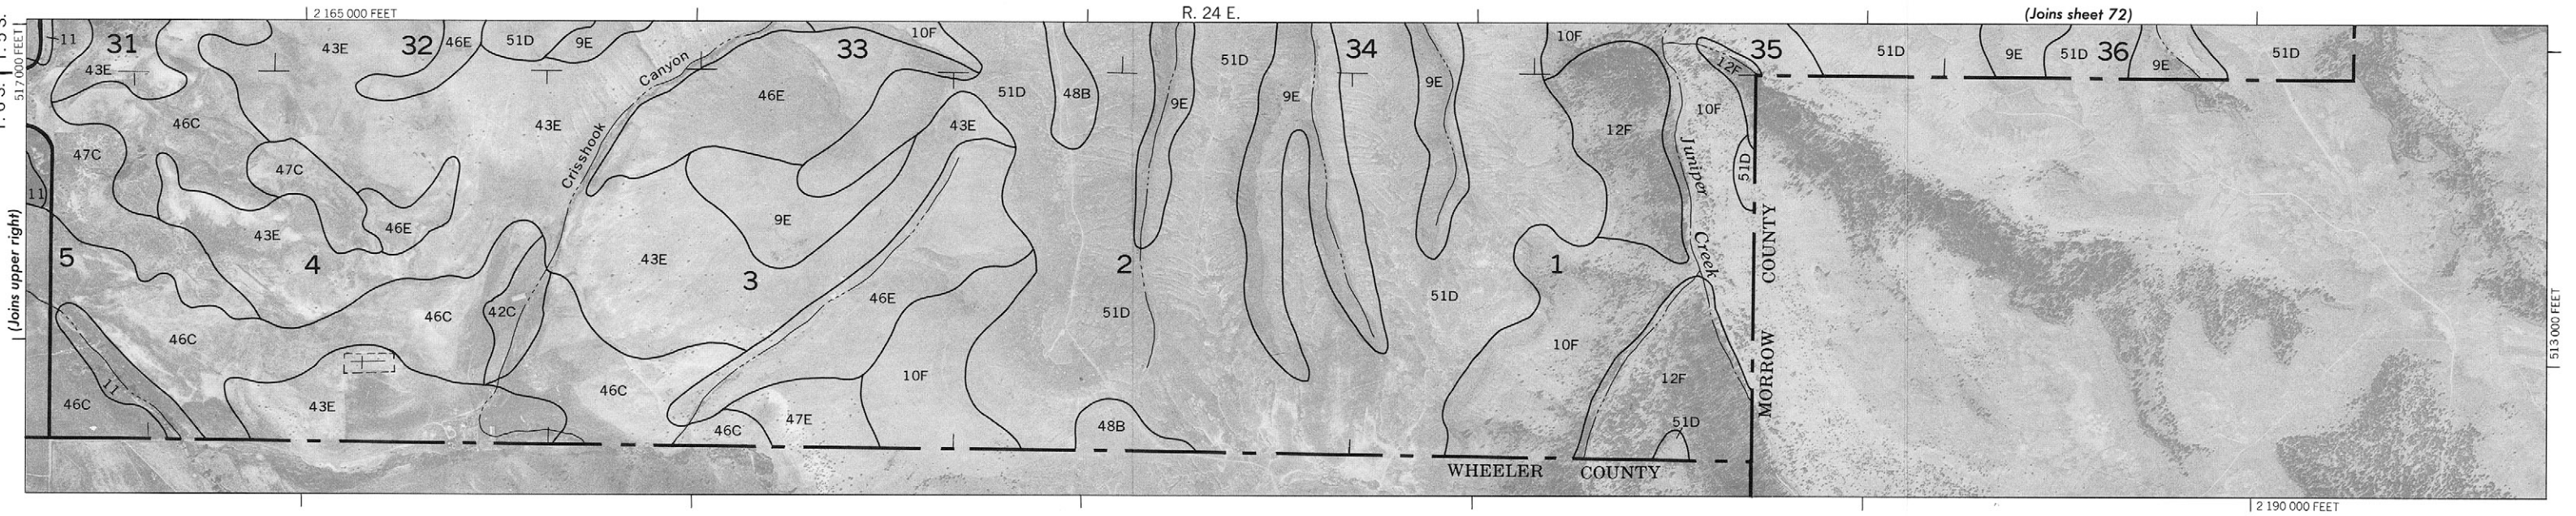 2 165 000 FEET
R. 24 E.
(Joins sheet 72)
517 000 FEET
11
31
43E
43E
32
46E
51D
9E
Canyon
33
10F
34
10F
35
51D
9E
51D
36
9E
51D
12F
46E
51D
48B
9E
51D
9E
9E
10F
46C
43E
43E
12F
47C
47C
Crisshook
Juniper
51D
11
(Joins upper right)
46E
9E
43E
COUNTY
5
4
43E
3
2
1
Creek
46C
42C
46E
51D
51D
513 000 FEET
46C
10F
MORROW
11
46C
43E
46C
10F
12F
46C
47E
48B
51D
WHEELER COUNTY
2 190 000 FEET